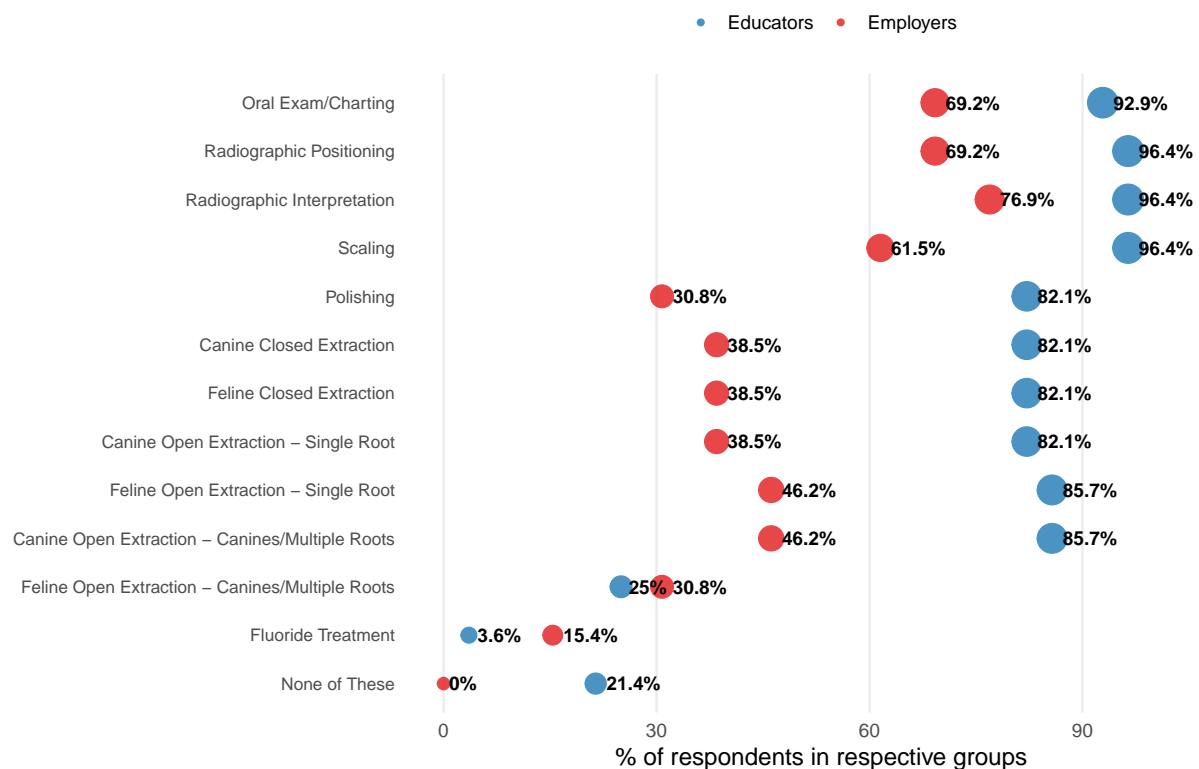 Educators Employers
Oral Exam/Charting 69.2% 92.9%
Radiographic Positioning 69.2% 96.4%
Radiographic Interpretation 76.9% 96.4%
Scaling 61.5% 96.4%
Polishing 30.8% 82.1%
Canine Closed Extraction 38.5% 82.1%
Feline Closed Extraction 38.5% 82.1%
Canine Open Extraction – Single Root 38.5% 82.1%
Feline Open Extraction – Single Root 46.2% 85.7%
Canine Open Extraction – Canines/Multiple Roots 46.2% 85.7%
Feline Open Extraction – Canines/Multiple Roots 25% 30.8%
Fluoride Treatment 3.6% 15.4%
None of These 0% 21.4%
0 30 60 90
% of respondents in respective groups